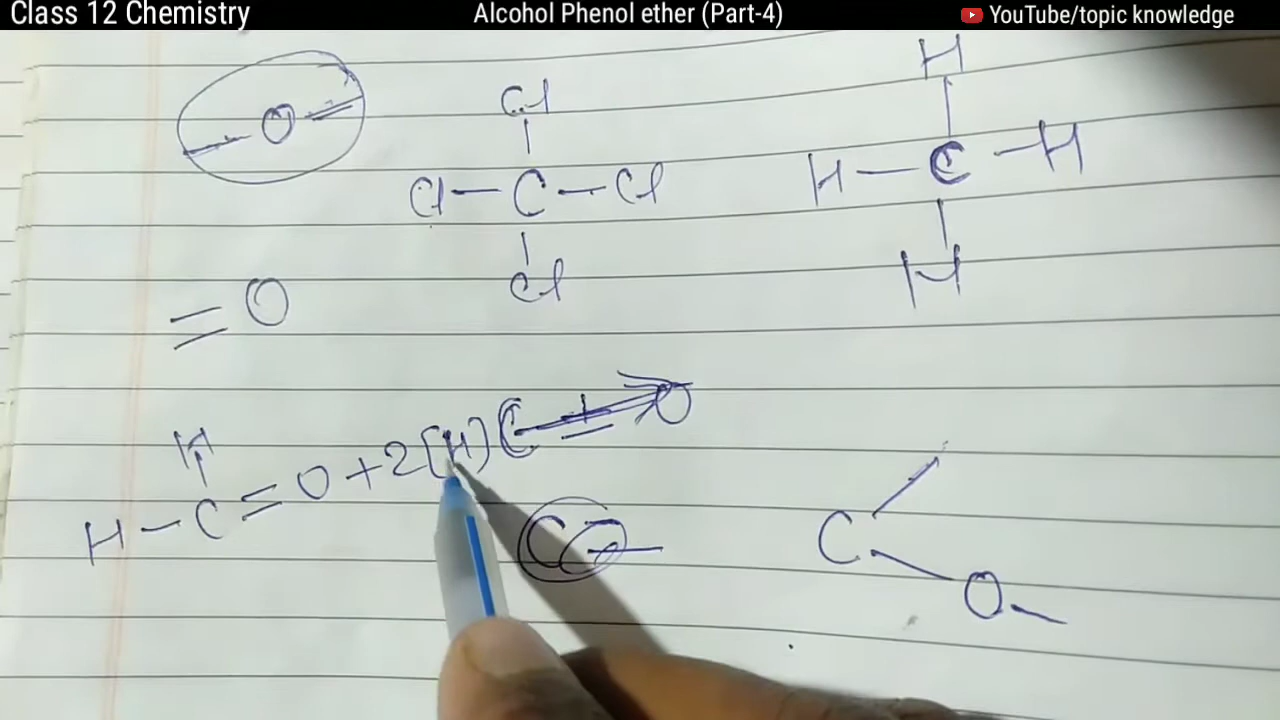 Class 12 Chemistry
Alcohol Phenol ether (Part-4)
YouTube/topic knowledge
— O =
Cl
Cl — C — Cl
Cl
H
H — C — H
H
= O
H
H — C = O + 2[H]
C = O
C
C
O —